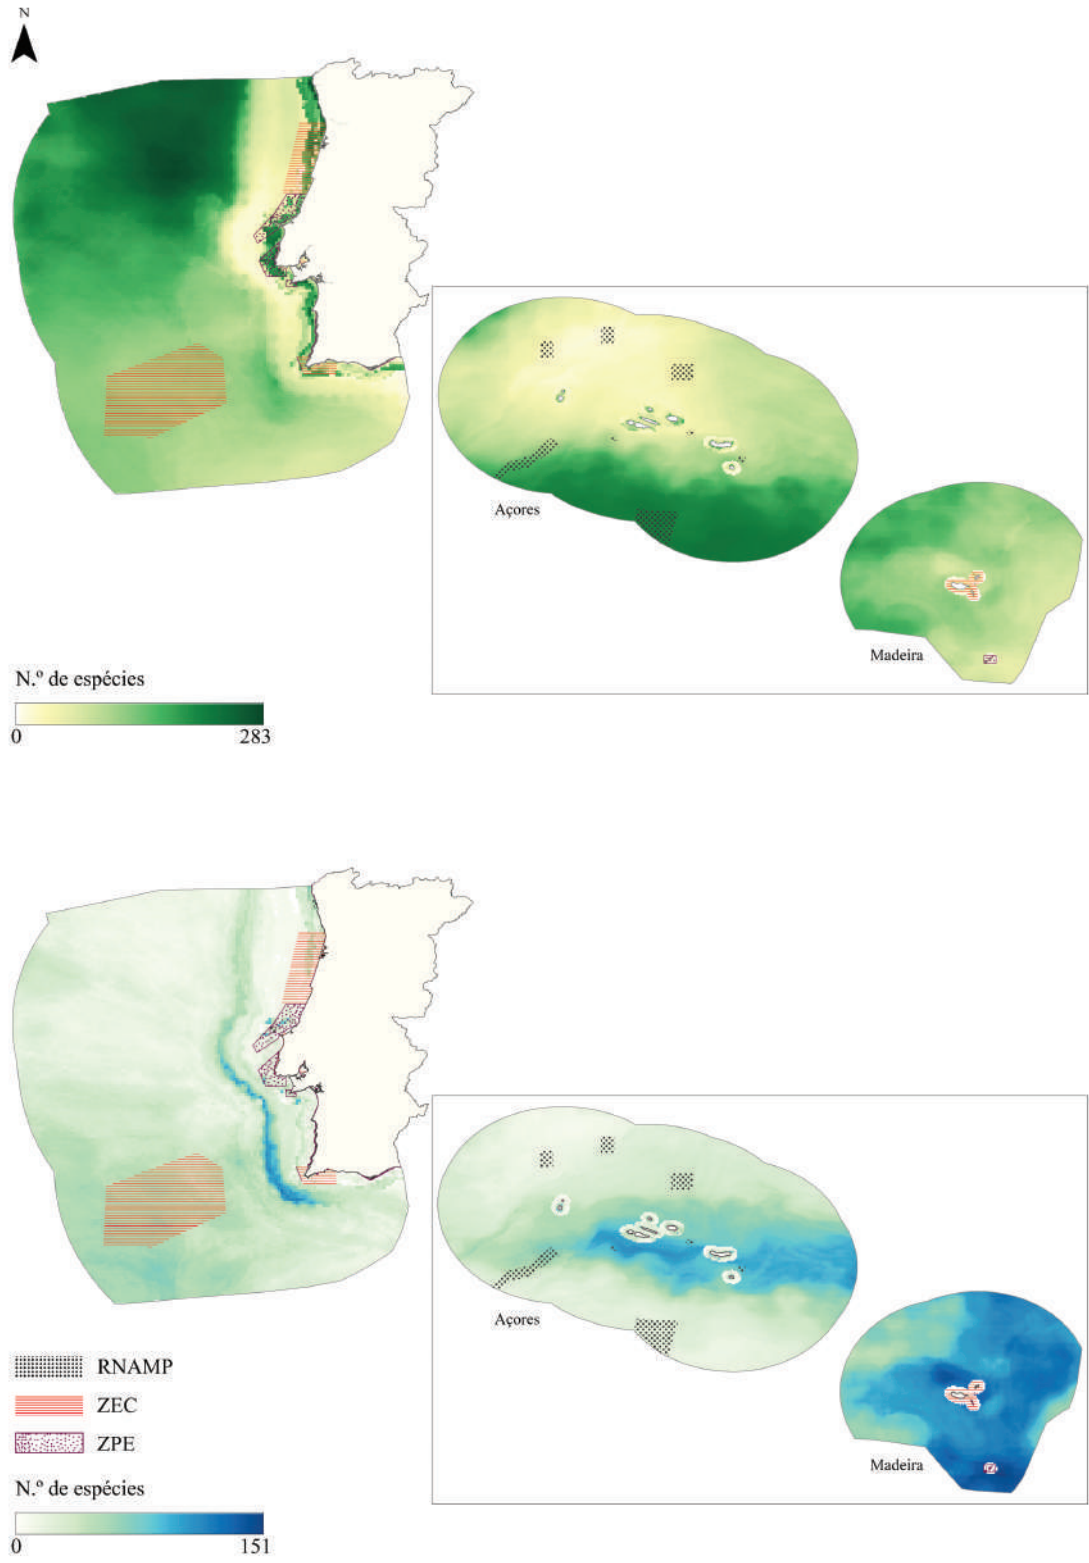 N
Açores
Madeira
N.º de espécies
0 283
Açores
Madeira
RNAMP
ZEC
ZPE
N.º de espécies
0 151